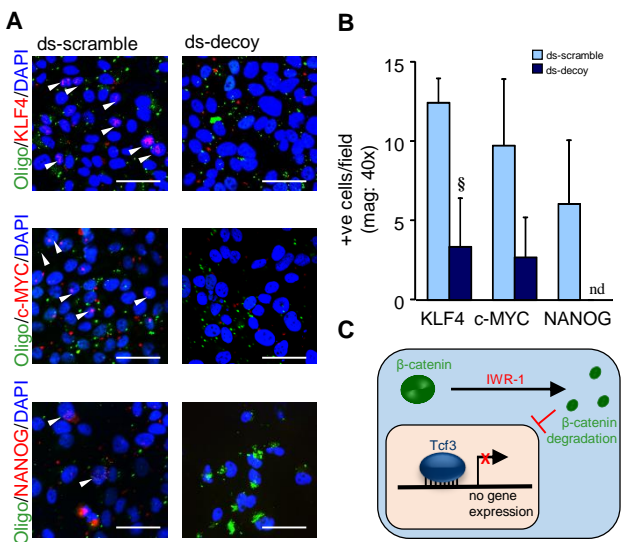 A
ds-scramble
ds-decoy
Oligo/KLF4/DAPI
Oligo/c-MYC/DAPI
Oligo/NANOG/DAPI
B
ds-scramble
ds-decoy
+ve cells/field
(mag: 40x)
15
10
5
0
§
nd
KLF4
c-MYC
NANOG
C
β-catenin
IWR-1
β-catenin
degradation
Tcf3
x
no gene
expression